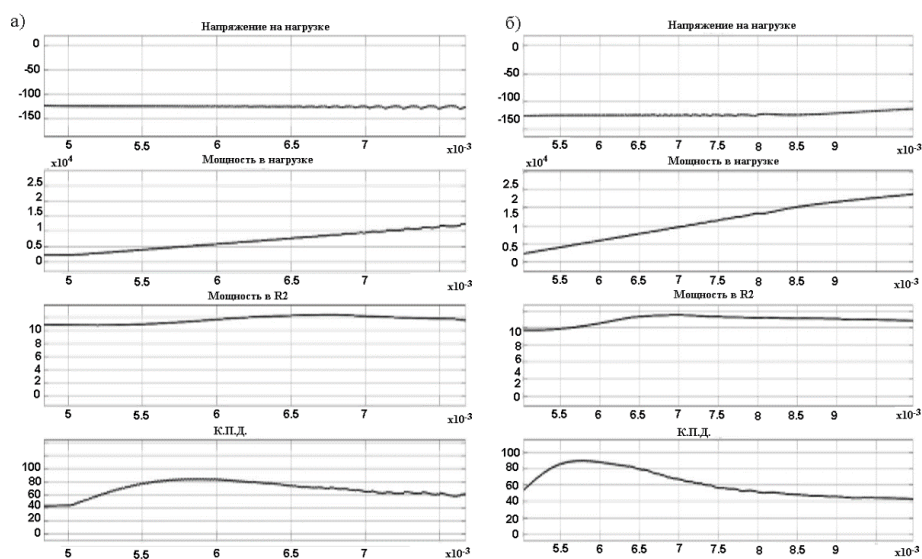 а)
Напряжение на нагрузке
0
-50
-100
-150
5 5.5 6 6.5 7
x10⁻³
x10⁴
Мощность в нагрузке
2.5
2
1.5
1
0.5
0
5 5.5 6 6.5 7
x10⁻³
Мощность в R2
10
8
6
4
2
0
5 5.5 6 6.5 7
x10⁻³
К.П.Д.
100
80
60
40
20
0
5 5.5 6 6.5 7
x10⁻³
б)
Напряжение на нагрузке
0
-50
-100
-150
5.5 6 6.5 7 7.5 8 8.5 9
x10⁻³
x10⁴
Мощность в нагрузке
2.5
2
1.5
1
0.5
0
5.5 6 6.5 7 7.5 8 8.5 9
x10⁻³
Мощность в R2
10
8
6
4
2
0
5.5 6 6.5 7 7.5 8 8.5 9
x10⁻³
К.П.Д.
100
80
60
40
20
0
5.5 6 6.5 7 7.5 8 8.5 9
x10⁻³